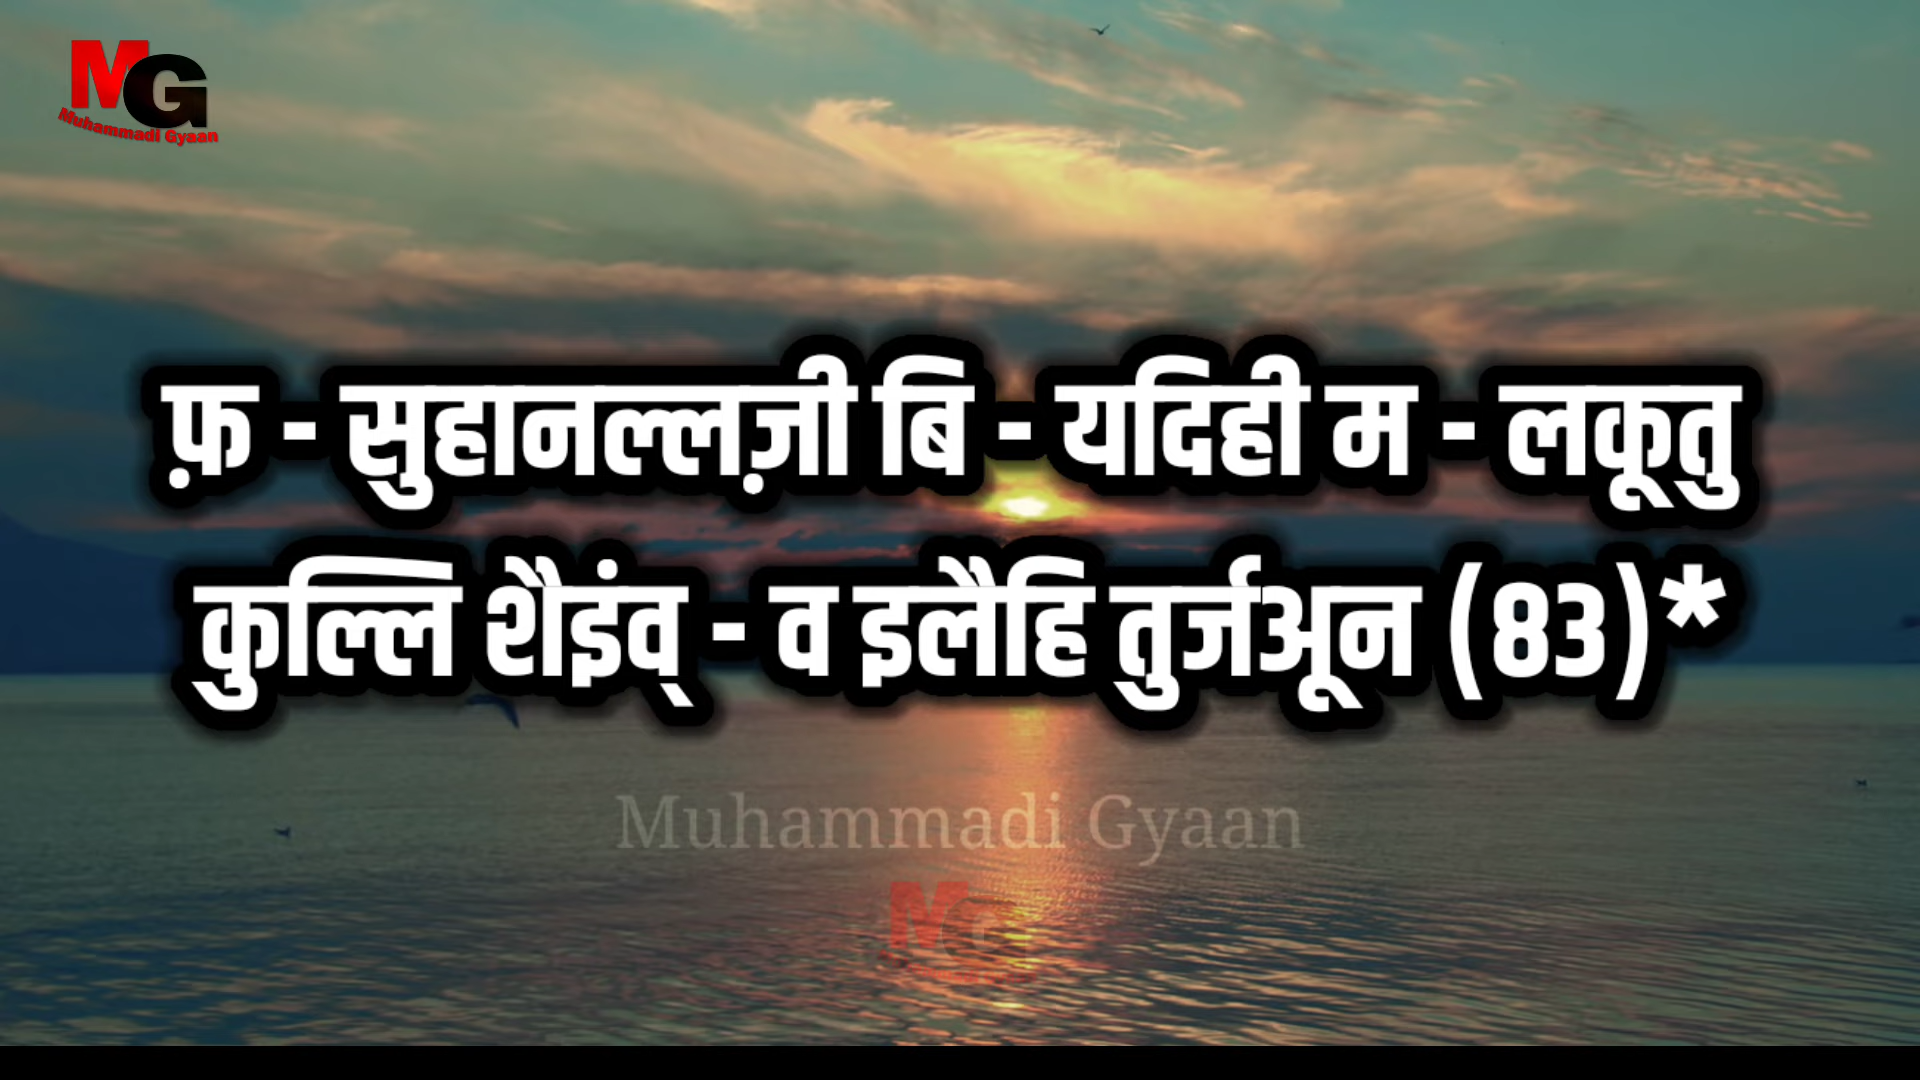 MG
Muhammadi Gyaan
फ़ - सुहानल्लज़ी बि - यदिही म - लकूतु
कुल्लि शैइंव् - व इलैहि तुर्जअून (83)*
Muhammadi Gyaan
MG